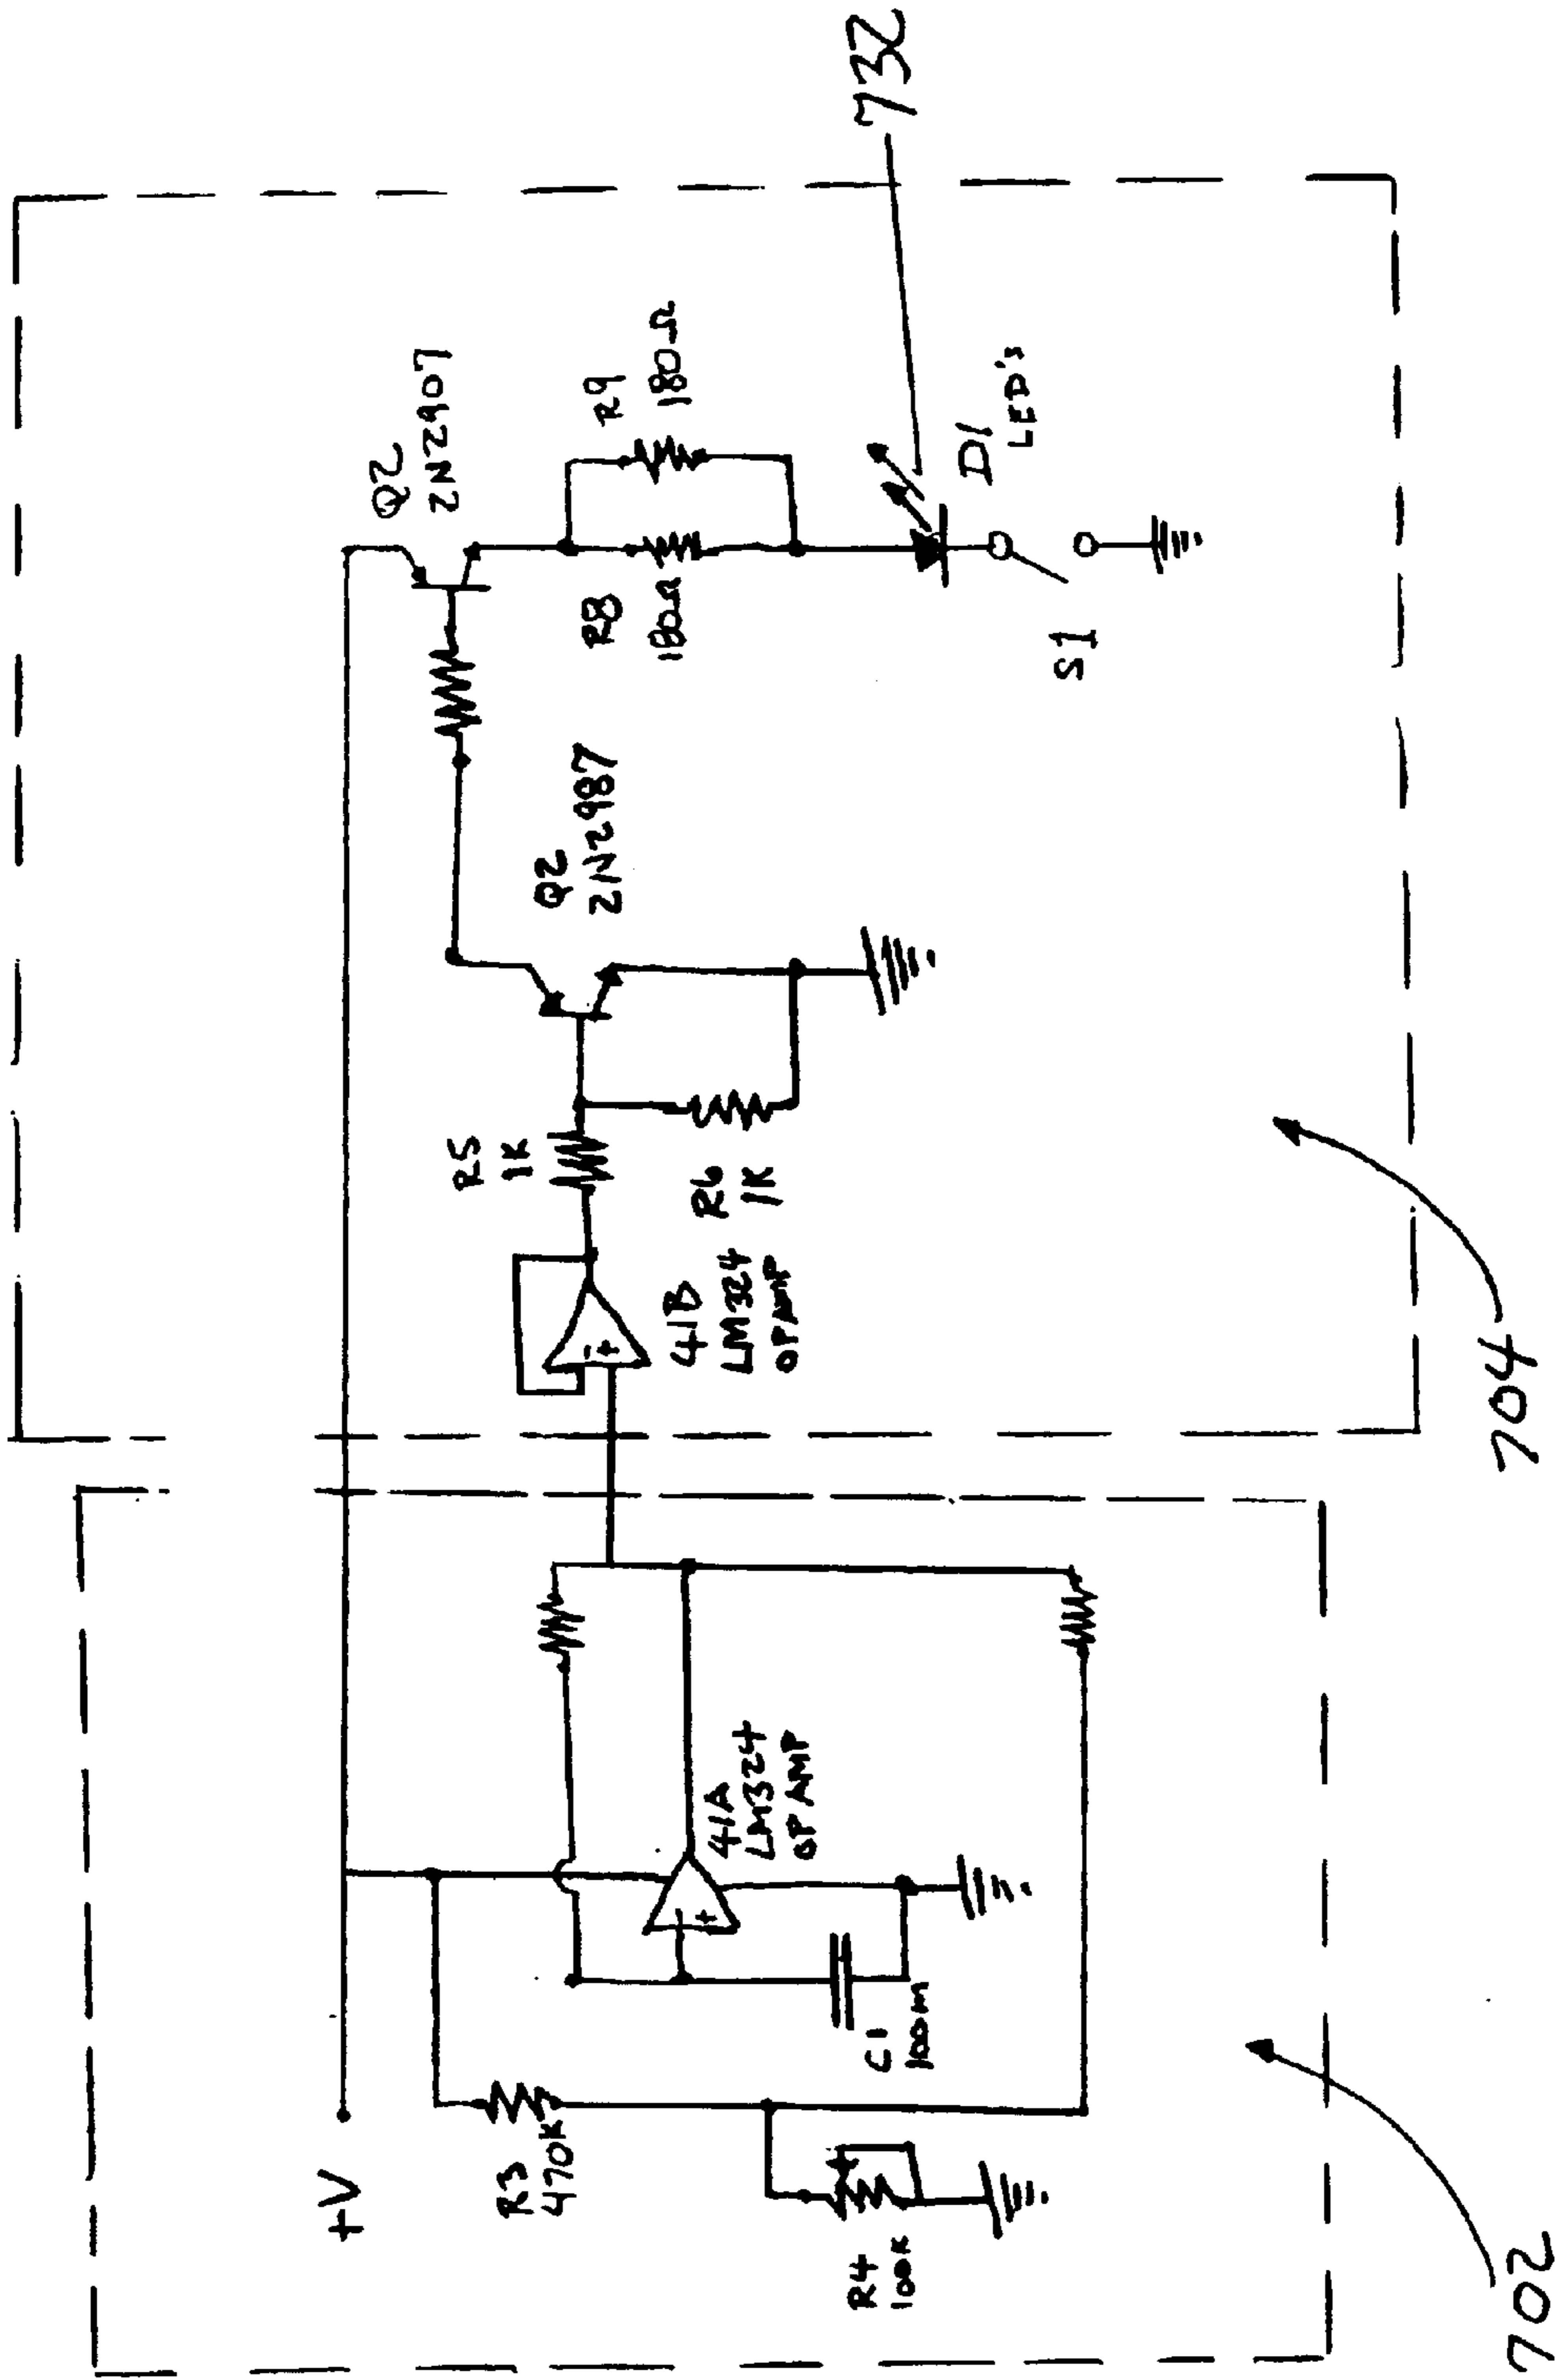 +V
R3
470K
R4
100K
C1
100M
41A
LM324
OP AMP
-
+
41B
LM324
OP AMP
-
+
R5
1K
R6
1K
Q2
2N2987
Q2
2N2907
R8
180Ω
R9
180Ω
D1
LED's
S1
732
702
704